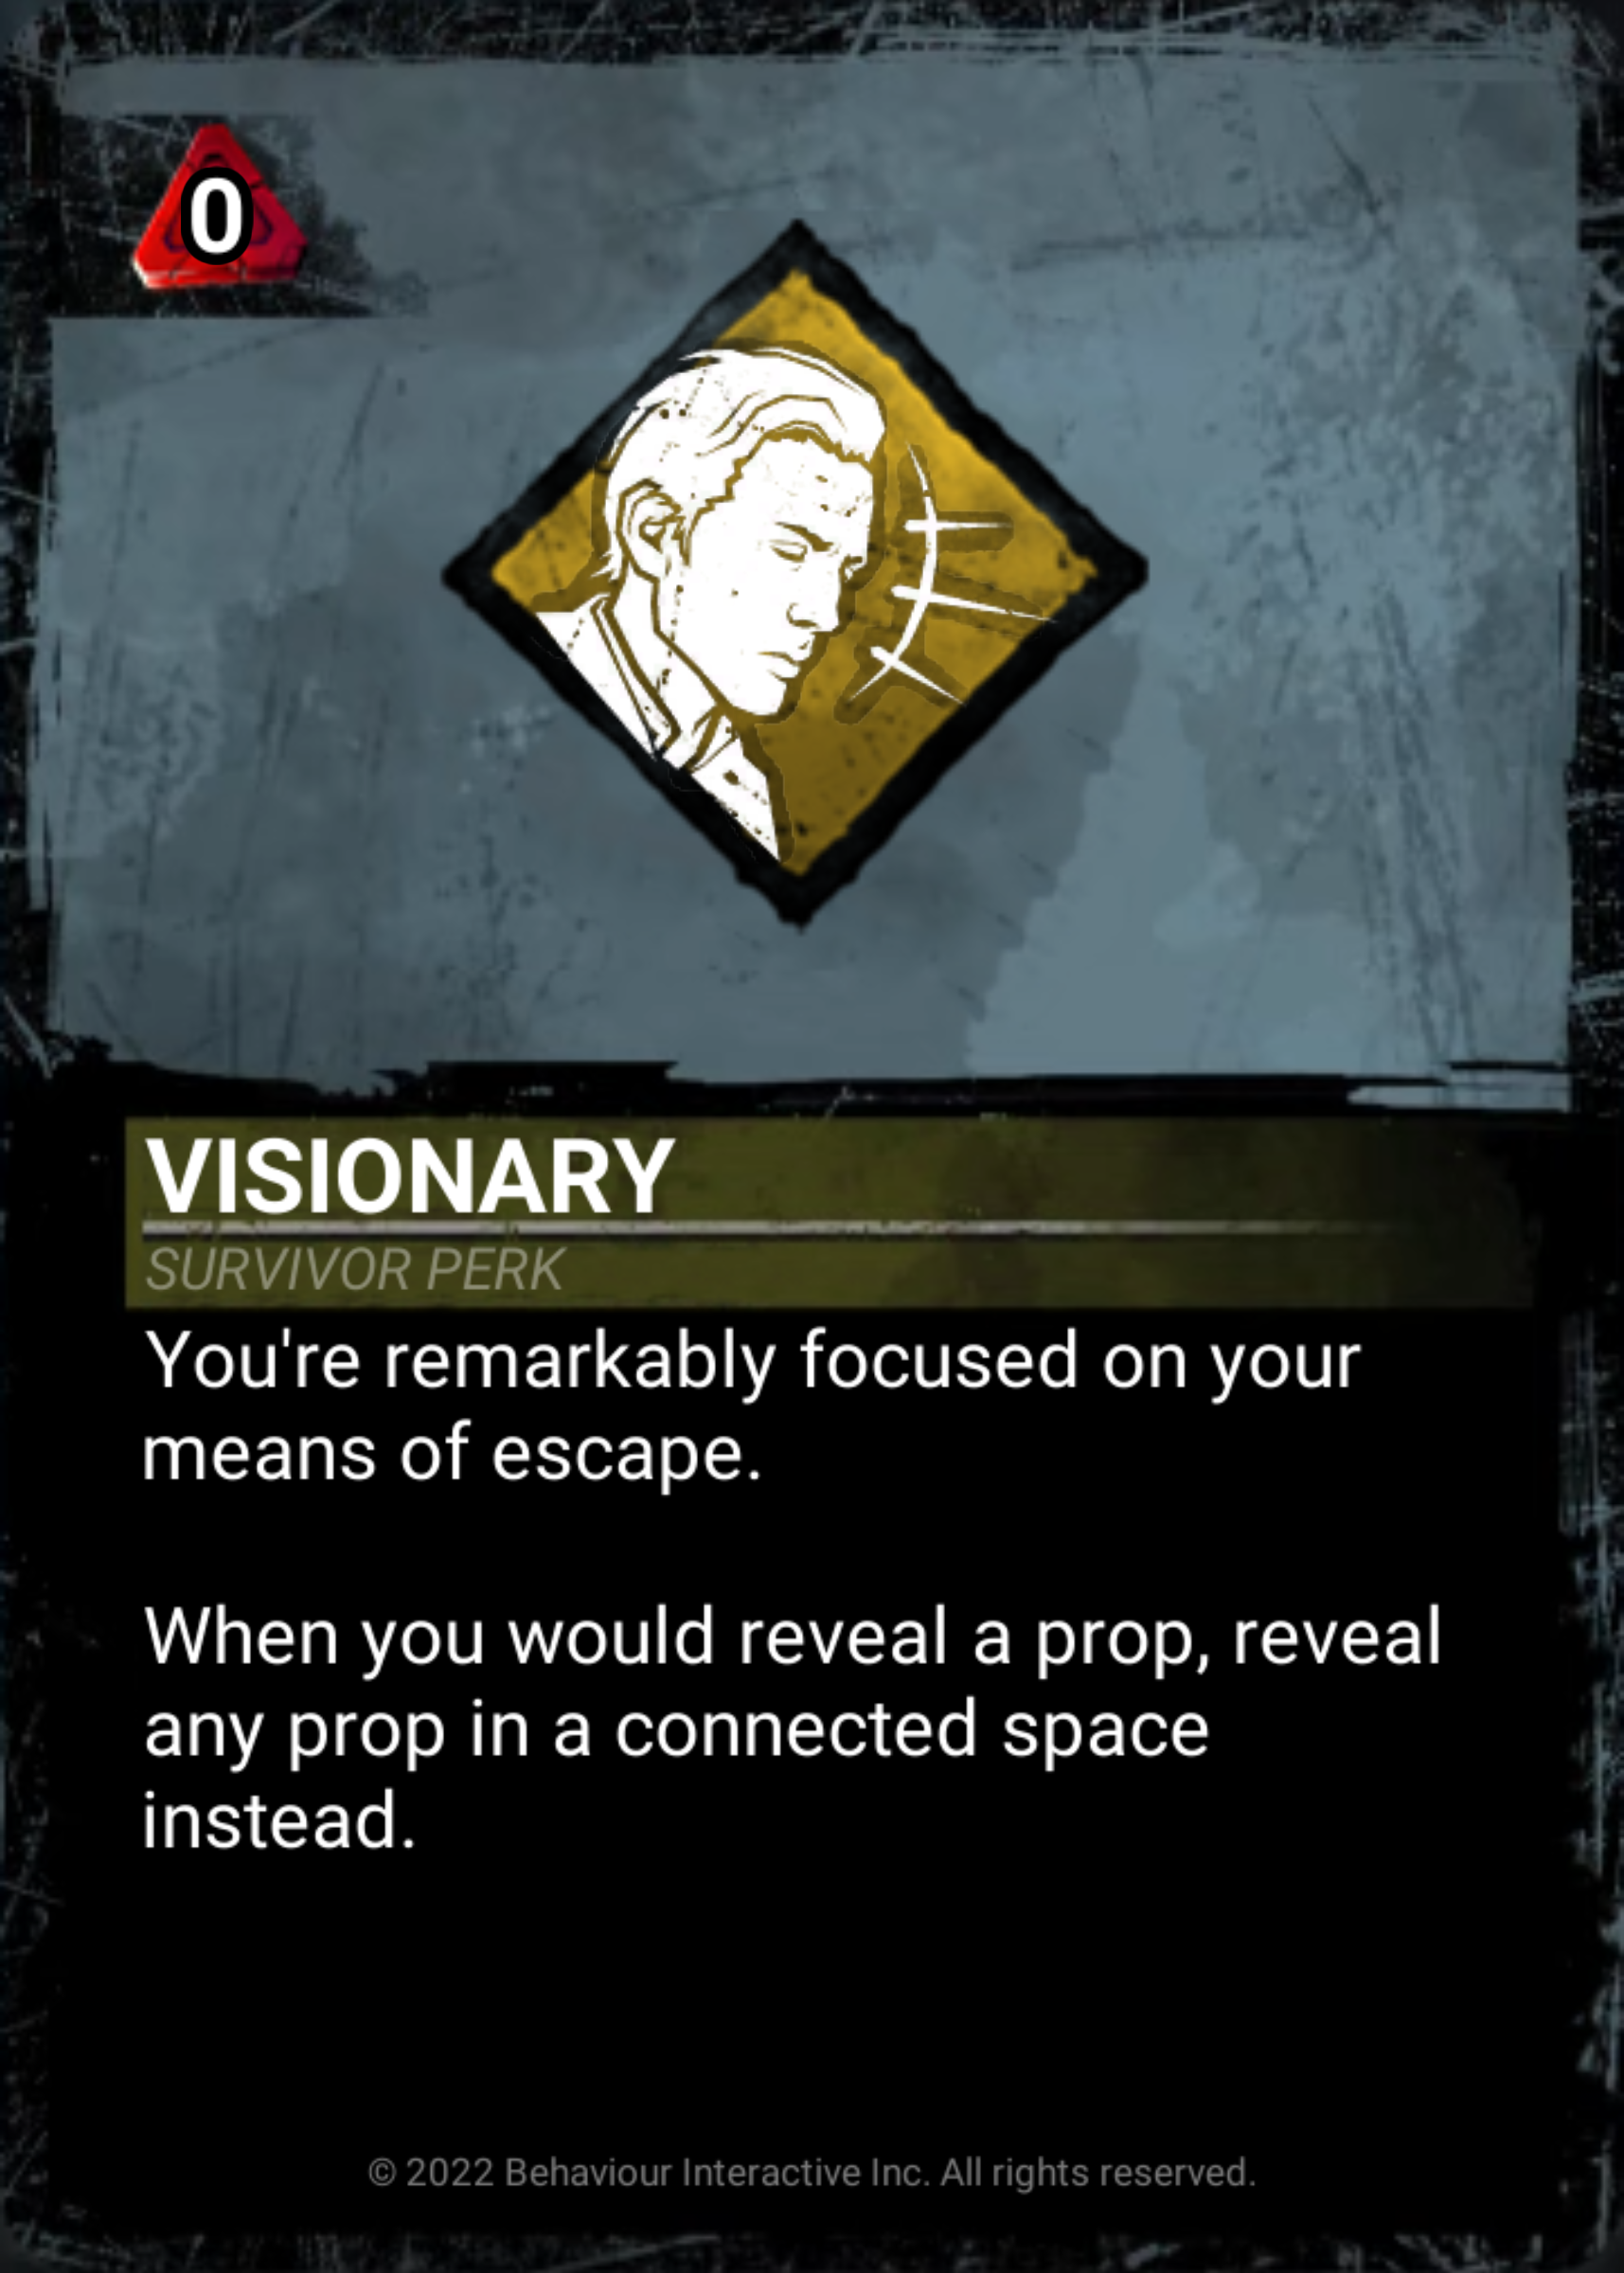 0
VISIONARY
SURVIVOR PERK
You're remarkably focused on your
means of escape.
When you would reveal a prop, reveal
any prop in a connected space
instead.
© 2022 Behaviour Interactive Inc. All rights reserved.